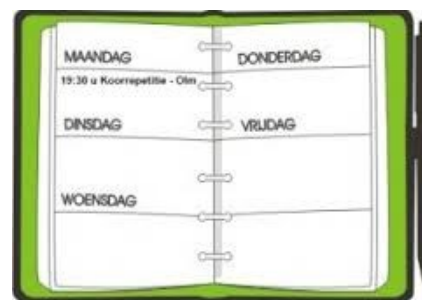 MAANDAG
19:30 u Koorrepetitie - Olm
DINSDAG
WOENSDAG
DONDERDAG
VRIJDAG